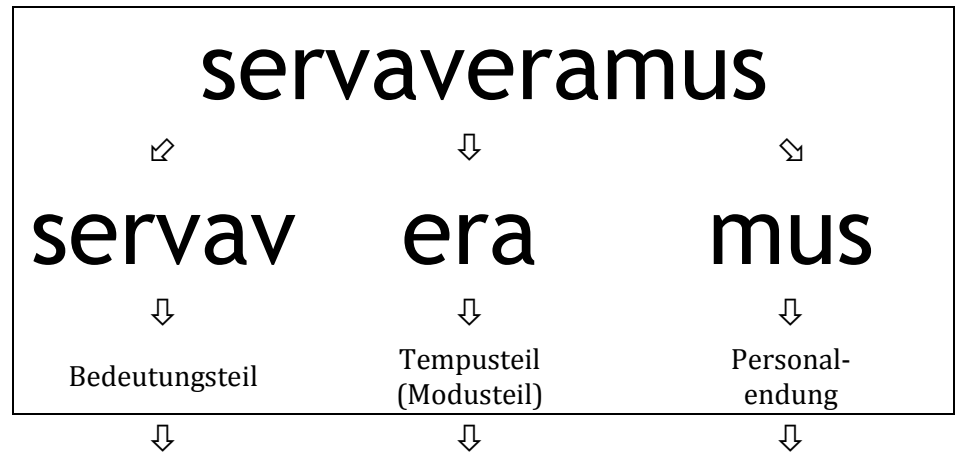 servaveramus
servav era mus
Bedeutungsteil
Tempusteil
(Modusteil)
Personal-
endung